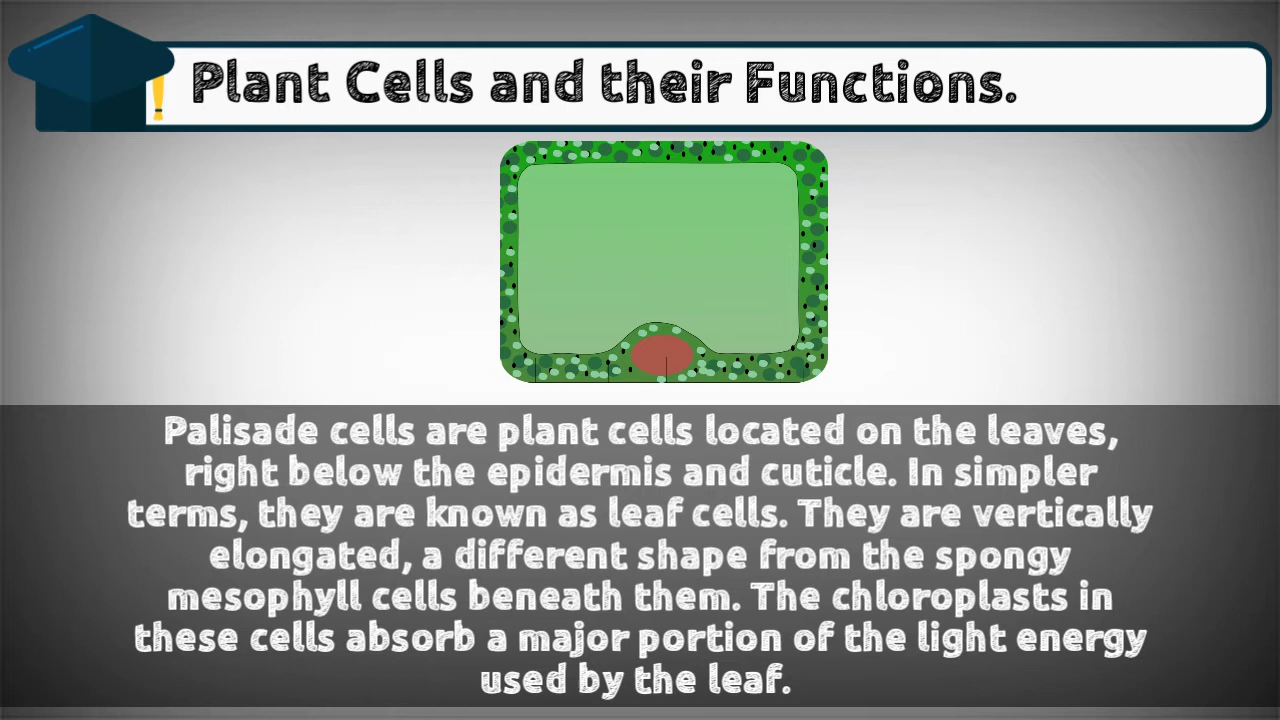 Plant Cells and their Functions.
Palisade cells are plant cells located on the leaves,
right below the epidermis and cuticle. In simpler
terms, they are known as leaf cells. They are vertically
elongated, a different shape from the spongy
mesophyll cells beneath them. The chloroplasts in
these cells absorb a major portion of the light energy
used by the leaf.